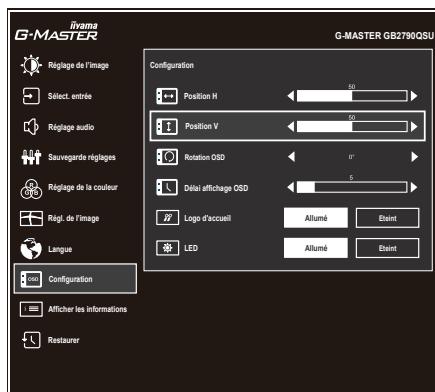 iiyama
G-MASTER
G-MASTER GB2790QSU
Réglage de l'image
Sélect. entrée
Réglage audio
Sauvegarde réglages
Réglage de la couleur
Régl. de l'image
Langue
OSD Configuration
Afficher les informations
Restaurer
Configuration
Position H 50
Position V 50
Rotation OSD 0°
Délai affichage OSD 5
Logo d'accueil Allumé Eteint
LED Allumé Eteint